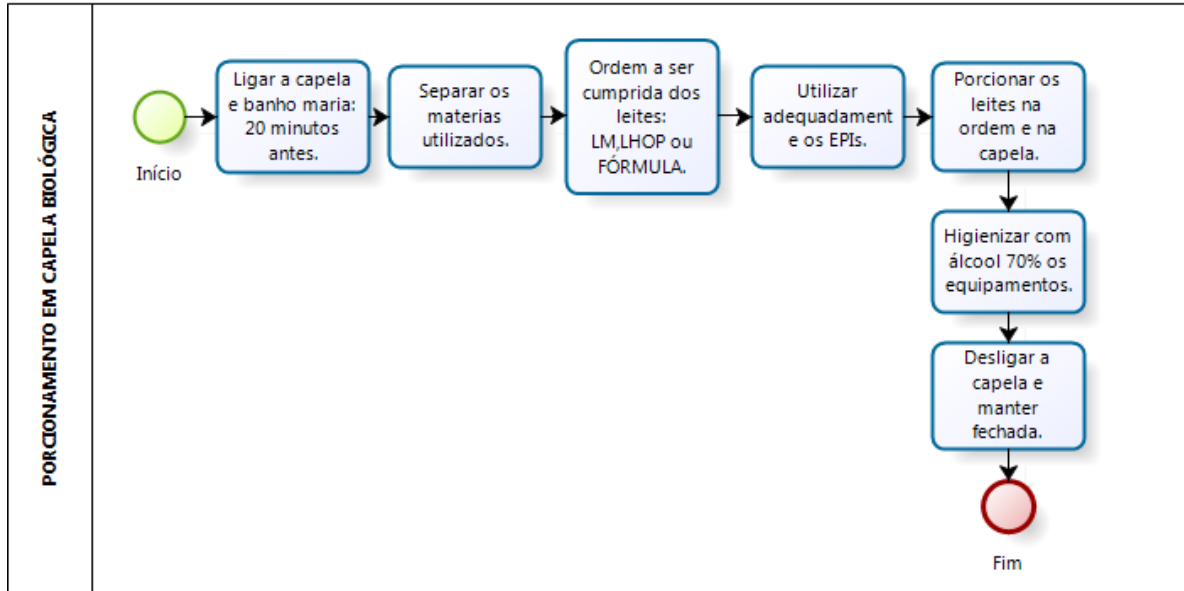 PORCIONAMENTO EM CAPELA BIOLÓGICA
Início
Ligar a capela
e banho maria:
20 minutos
antes.
Separar os
materias
utilizados.
Ordem a ser
cumprida dos
leites:
LM,LHOP ou
FÓRMULA.
Utilizar
adequadament
e os EPIs.
Porcionar os
leites na
ordem e na
capela.
Higienizar com
álcool 70% os
equipamentos.
Desligar a
capela e
manter
fechada.
Fim